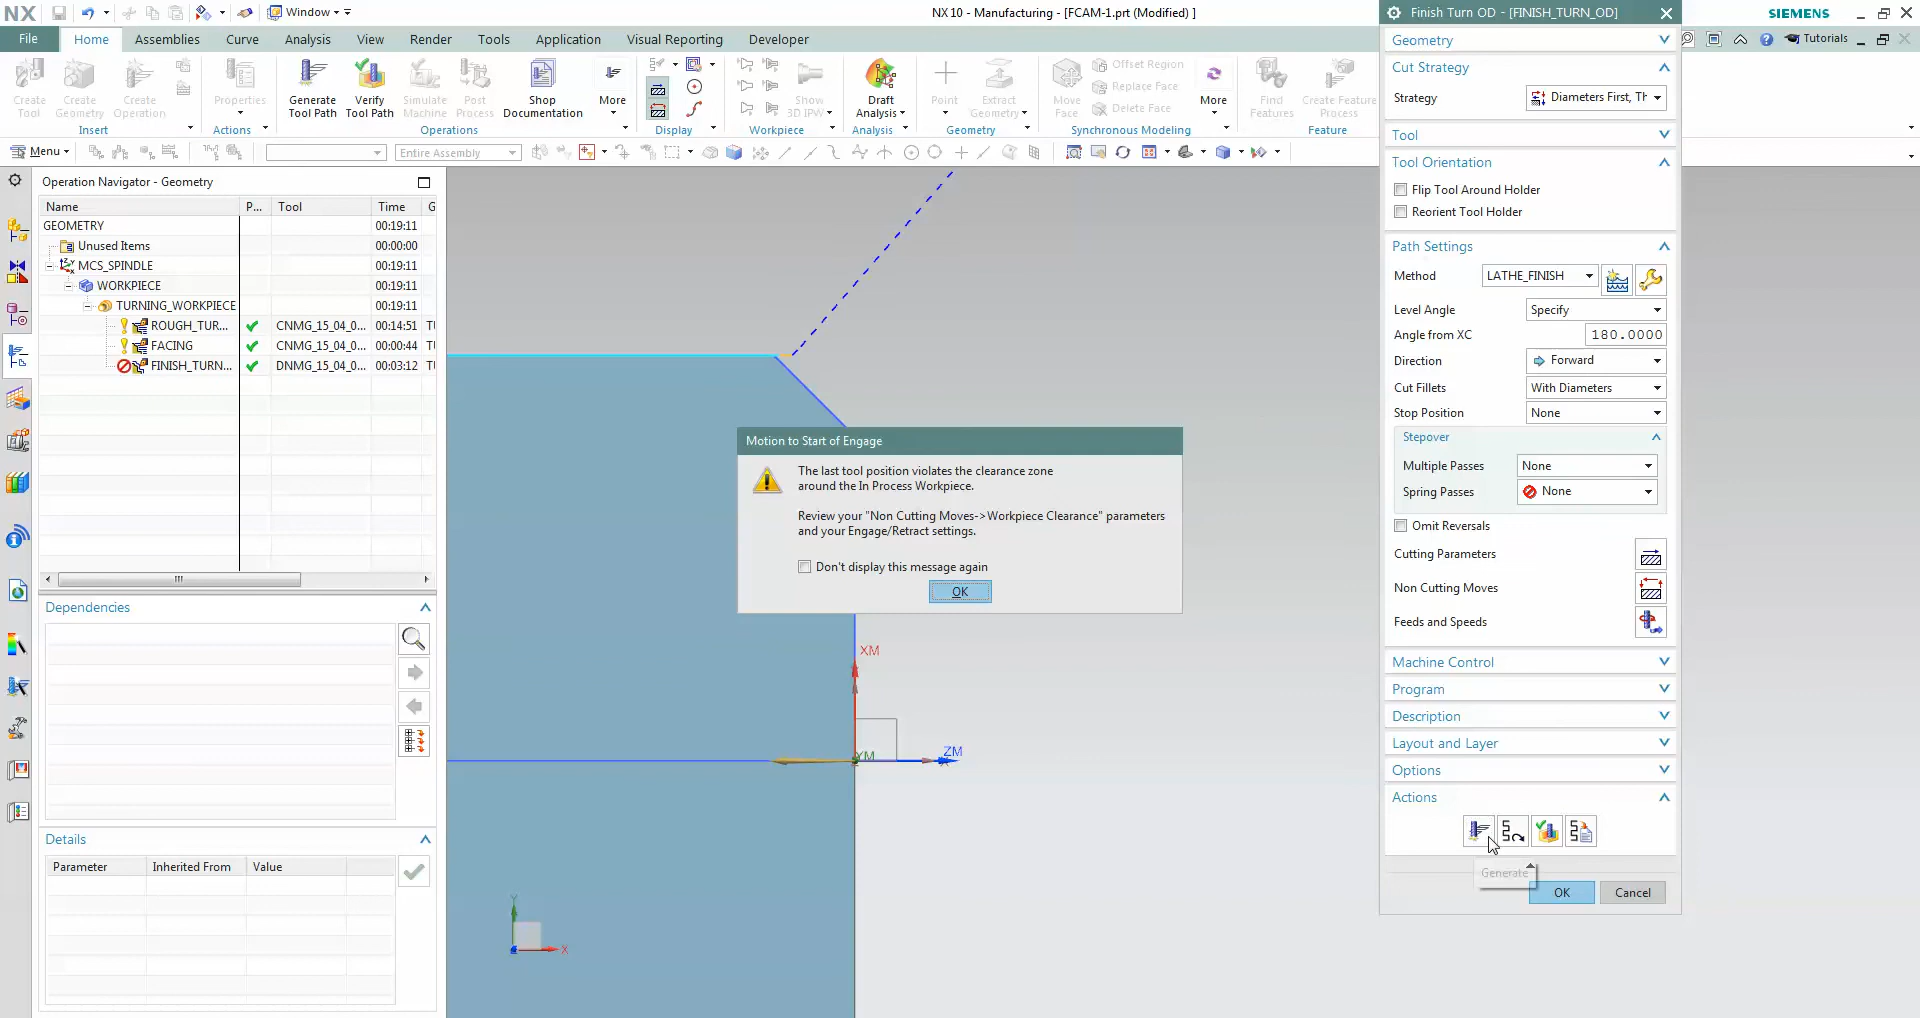 NX
Window
NX 10 - Manufacturing - [FCAM-1.prt (Modified) ]
Finish Turn OD - [FINISH_TURN_OD]
SIEMENS
File
Home
Assemblies
Curve
Analysis
View
Render
Tools
Application
Visual Reporting
Developer
Tutorials
Create Tool
Create Geometry
Create Operation
Properties
Generate Tool Path
Verify Tool Path
Simulate Machine
Post Process
Shop Documentation
More
Show 3D IPW
Draft Analysis
Point
Extract Geometry
Move Face
Offset Region
Replace Face
Delete Face
More
Find Features
Create Feature Process
Insert
Actions
Operations
Display
Workpiece
Analysis
Geometry
Synchronous Modeling
Feature
Menu
Entire Assembly
Operation Navigator - Geometry
Name P... Tool Time G
GEOMETRY 00:19:11
Unused Items 00:00:00
MCS_SPINDLE 00:19:11
WORKPIECE 00:19:11
TURNING_WORKPIECE 00:19:11
ROUGH_TUR... CNMG_15_04_0... 00:14:51 TU
FACING CNMG_15_04_0... 00:00:44 TU
FINISH_TURN... DNMG_15_04_0... 00:03:12 TU
Dependencies
Details
Parameter Inherited From Value
Motion to Start of Engage
The last tool position violates the clearance zone
around the In Process Workpiece.
Review your "Non Cutting Moves->Workpiece Clearance" parameters
and your Engage/Retract settings.
Don't display this message again
OK
XM
YM
ZM
Y
X
Geometry
Cut Strategy
Strategy Diameters First, Th
Tool
Tool Orientation
Flip Tool Around Holder
Reorient Tool Holder
Path Settings
Method LATHE_FINISH
Level Angle Specify
Angle from XC 180.0000
Direction Forward
Cut Fillets With Diameters
Stop Position None
Stepover
Multiple Passes None
Spring Passes None
Omit Reversals
Cutting Parameters
Non Cutting Moves
Feeds and Speeds
Machine Control
Program
Description
Layout and Layer
Options
Actions
Generate
OK Cancel